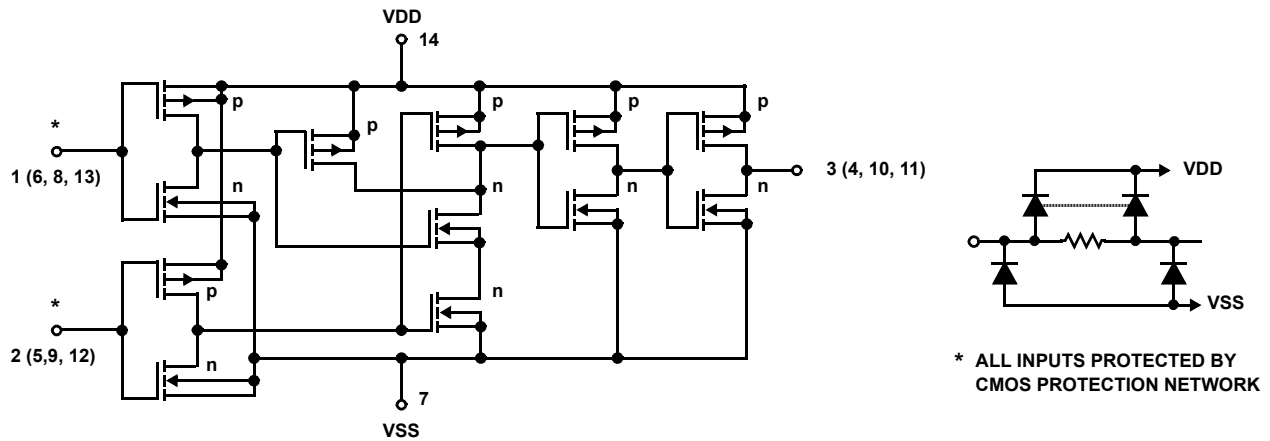 VDD
14
p
p
p
p
p
*
1 (6, 8, 13)
n
n
n
n
3 (4, 10, 11)
VDD
*
2 (5,9, 12)
p
n
n
7
VSS
VSS
* ALL INPUTS PROTECTED BY
CMOS PROTECTION NETWORK